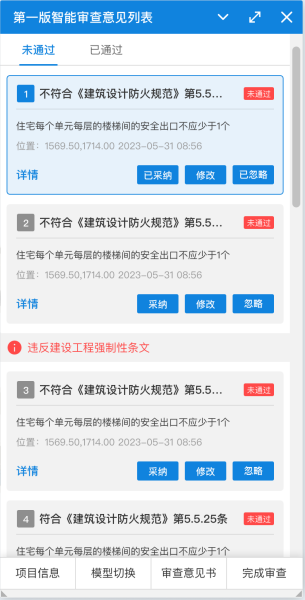 第一版智能审查意见列表
未通过 已通过
1 不符合《建筑设计防火规范》第5.5... 未通过
住宅每个单元每层的楼梯间的安全出口不应少于1个
位置：1569.50,1714.00 2023-05-31 08:56
详情 已采纳 修改 已忽略
2 不符合《建筑设计防火规范》第5.5... 未通过
住宅每个单元每层的楼梯间的安全出口不应少于1个
位置：1569.50,1714.00 2023-05-31 08:56
详情 采纳 修改 忽略
违反建设工程强制性条文
3 不符合《建筑设计防火规范》第5.5... 未通过
住宅每个单元每层的楼梯间的安全出口不应少于1个
位置：1569.50,1714.00 2023-05-31 08:56
详情 采纳 修改 忽略
4 符合《建筑设计防火规范》第5.5.25条 未通过
住宅每个单元每层的楼梯间的安全出口不应少于1个
项目信息 模型切换 审查意见书 完成审查